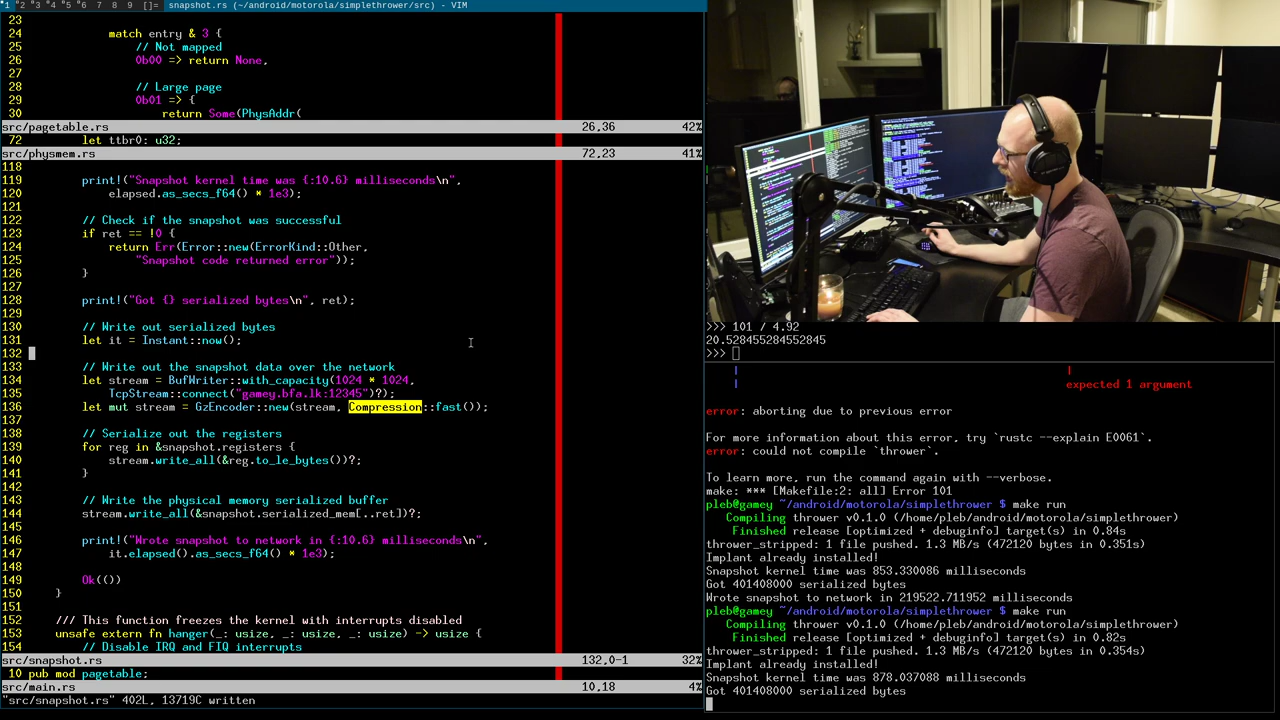 *1 *2 *3 *4 *5 *6 7 8 9 []= snapshot.rs (~/android/motorola/simplethrower/src) - VIM
23
24 match entry & 3 {
25 // Not mapped
26 0b00 => return None,
27
28 // Large page
29 0b01 => {
30 return Some(PhysAddr(
src/pagetable.rs 26,36 42%
72 let ttbr0: u32;
src/physmem.rs 72,23 41%
118
119 print!("Snapshot kernel time was {:10.6} milliseconds\n",
120 elapsed.as_secs_f64() * 1e3);
121
122 // Check if the snapshot was successful
123 if ret == !0 {
124 return Err(Error::new(ErrorKind::Other,
125 "Snapshot code returned error"));
126 }
127
128 print!("Got {} serialized bytes\n", ret);
129
130 // Write out serialized bytes
131 let it = Instant::now();
132
133 // Write out the snapshot data over the network
134 let stream = BufWriter::with_capacity(1024 * 1024,
135 TcpStream::connect("gamey.bfa.lk:12345")?);
136 let mut stream = GzEncoder::new(stream, Compression::fast());
137
138 // Serialize out the registers
139 for reg in &snapshot.registers {
140 stream.write_all(&reg.to_le_bytes())?;
141 }
142
143 // Write the physical memory serialized buffer
144 stream.write_all(&snapshot.serialized_mem[..ret])?;
145
146 print!("Wrote snapshot to network in {:10.6} milliseconds\n",
147 it.elapsed().as_secs_f64() * 1e3);
148
149 Ok(())
150 }
151
152 /// This function freezes the kernel with interrupts disabled
153 unsafe extern fn hanger(_: usize, _: usize, _: usize) -> usize {
154 // Disable IRQ and FIQ interrupts
src/snapshot.rs 132,0-1 32%
10 pub mod pagetable;
src/main.rs 10,18 4%
"src/snapshot.rs" 402L, 13719C written
>>> 101 / 4.92
20.528455284552845
>>>
| |
| expected 1 argument
error: aborting due to previous error
For more information about this error, try `rustc --explain E0061`.
error: could not compile `thrower`.
To learn more, run the command again with --verbose.
make: *** [Makefile:2: all] Error 101
pleb@gamey ~/android/motorola/simplethrower $ make run
Compiling thrower v0.1.0 (/home/pleb/android/motorola/simplethrower)
Finished release [optimized + debuginfo] target(s) in 0.84s
thrower_stripped: 1 file pushed. 1.3 MB/s (472120 bytes in 0.351s)
Implant already installed!
Snapshot kernel time was 853.330086 milliseconds
Got 401408000 serialized bytes
Wrote snapshot to network in 219522.711952 milliseconds
pleb@gamey ~/android/motorola/simplethrower $ make run
Compiling thrower v0.1.0 (/home/pleb/android/motorola/simplethrower)
Finished release [optimized + debuginfo] target(s) in 0.82s
thrower_stripped: 1 file pushed. 1.3 MB/s (472120 bytes in 0.354s)
Implant already installed!
Snapshot kernel time was 878.037088 milliseconds
Got 401408000 serialized bytes